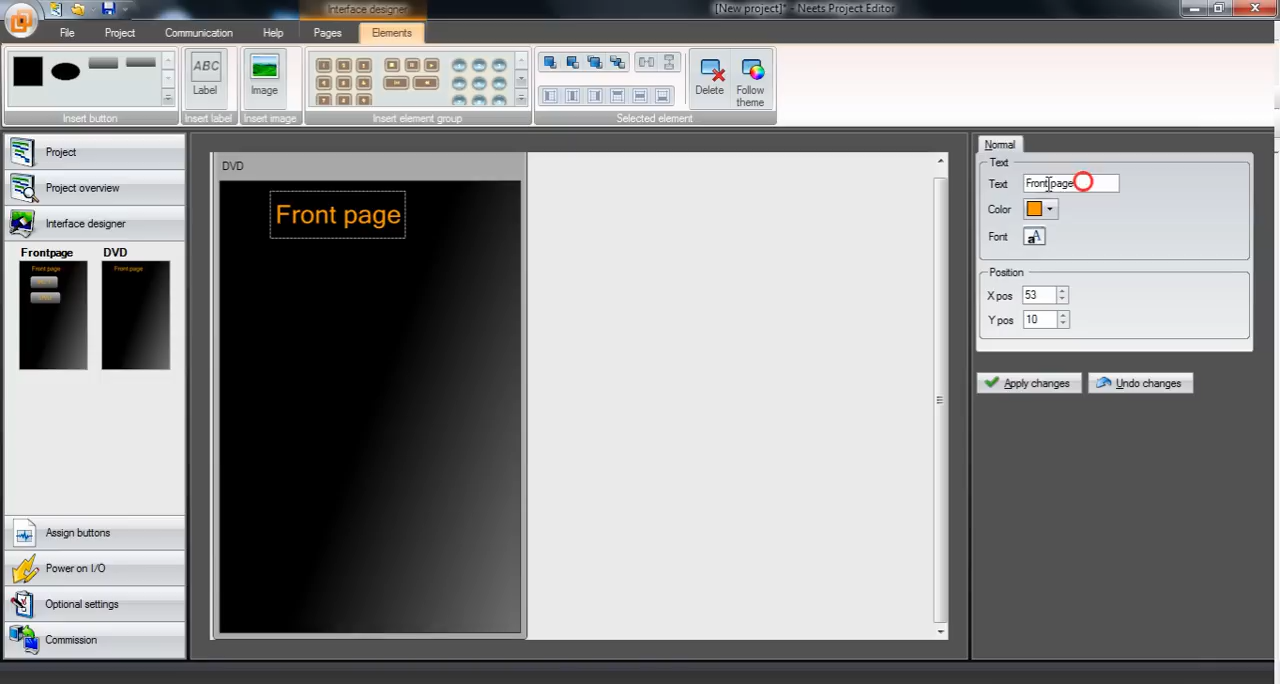 Interface designer
[New project]* - Neets Project Editor
File Project Communication Help Pages Elements
ABC
Label
Image
Delete
Follow theme
Insert button
Insert label
Insert image
Insert element group
Selected element
Project
Project overview
Interface designer
Frontpage DVD
Front page
Front page
Assign buttons
Power on I/O
Optional settings
Commission
DVD
Front page
Normal
Text
Text Front page
Color
Font aA
Position
X pos 53
Y pos 10
Apply changes Undo changes